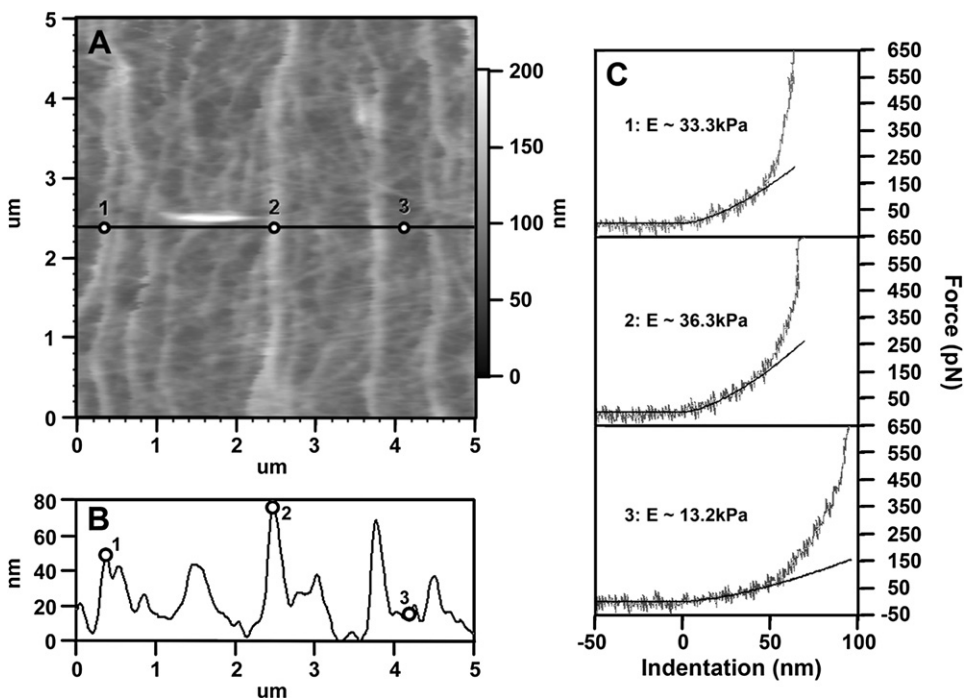 A
5
4
3
2
1
0
um
0 1 2 3 4 5
um
1
2
3
200
150
100
50
0
nm
B
80
60
40
20
0
nm
0 1 2 3 4 5
um
1
2
3
C
1: E ~ 33.3kPa
650
550
450
350
250
150
50
2: E ~ 36.3kPa
650
550
450
350
250
150
50
3: E ~ 13.2kPa
650
550
450
350
250
150
50
-50
Force (pN)
-50 0 50 100
Indentation (nm)